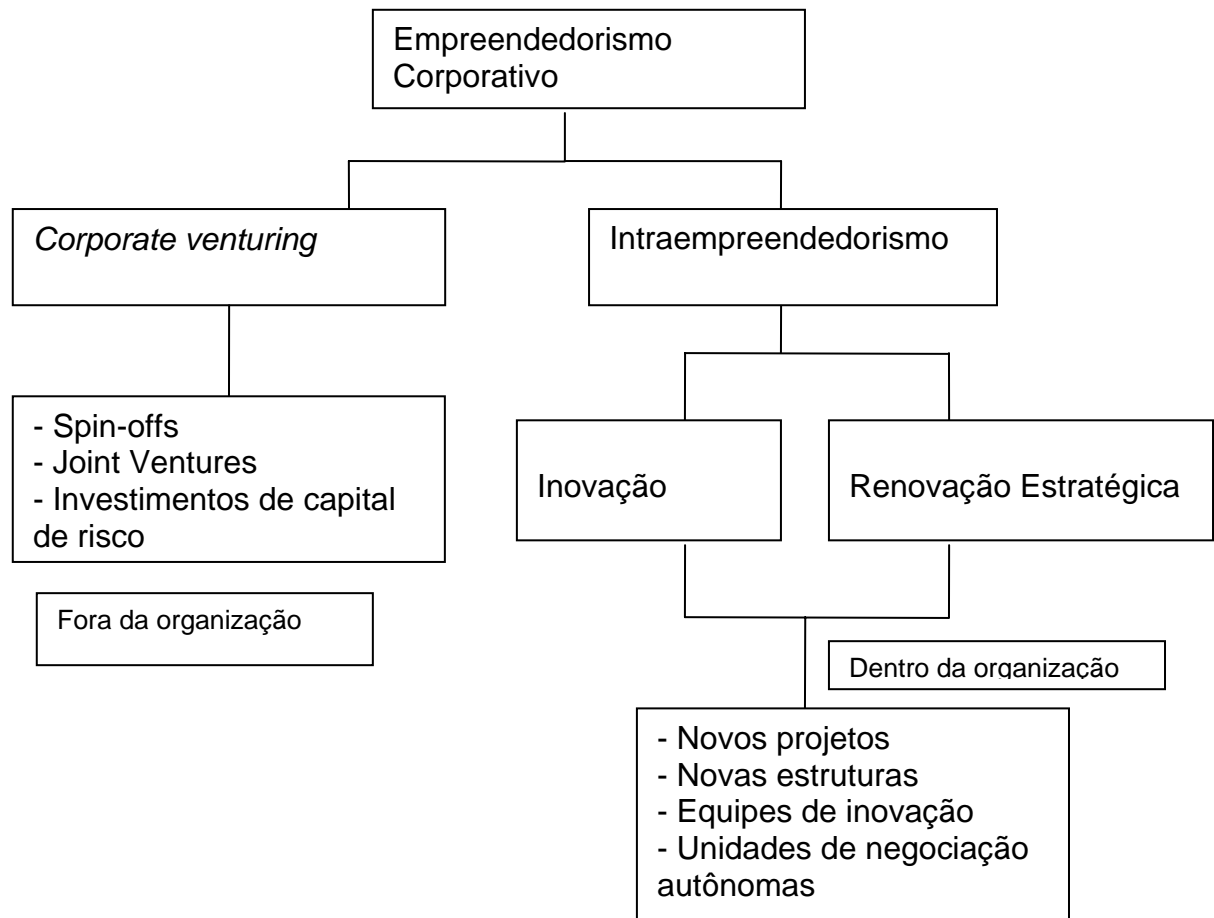 Empreendedorismo
Corporativo
Corporate venturing
Intraempreendedorismo
- Spin-offs
- Joint Ventures
- Investimentos de capital
de risco
Inovação
Renovação Estratégica
Fora da organização
Dentro da organização
- Novos projetos
- Novas estruturas
- Equipes de inovação
- Unidades de negociação
autônomas